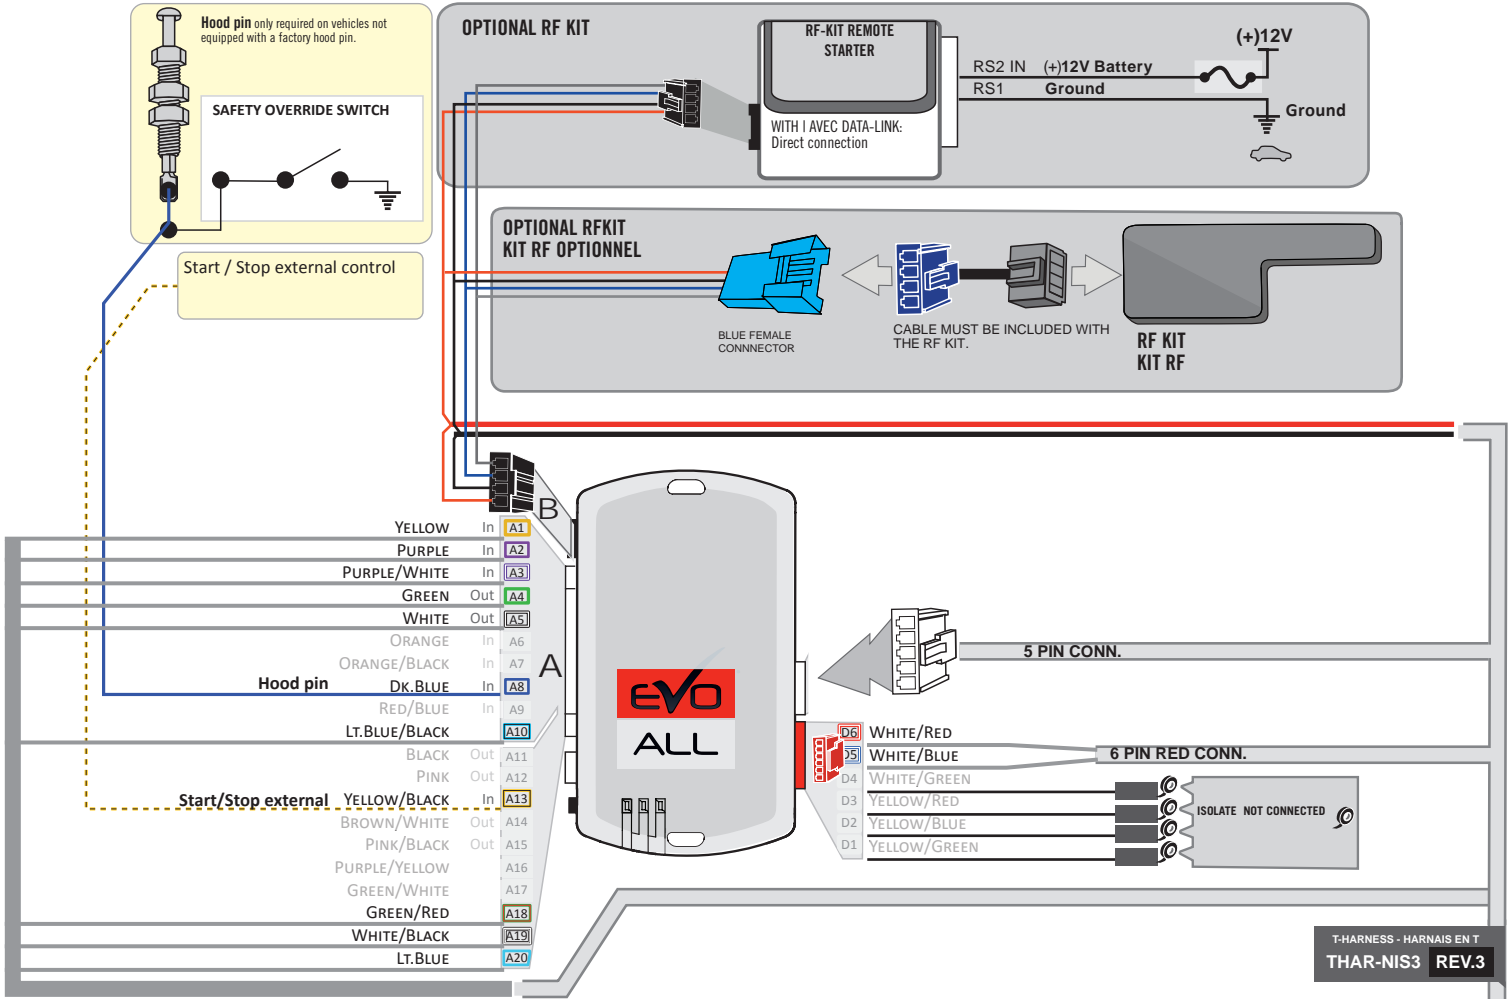 Hood pin only required on vehicles not
equipped with a factory hood pin.
SAFETY OVERRIDE SWITCH
Start / Stop external control
OPTIONAL RF KIT
RF-KIT REMOTE
STARTER
WITH I AVEC DATA-LINK:
Direct connection
RS2 IN (+)12V Battery
RS1 Ground
(+)12V
Ground
OPTIONAL RFKIT
KIT RF OPTIONNEL
BLUE FEMALE
CONNNECTOR
CABLE MUST BE INCLUDED WITH
THE RF KIT.
RF KIT
KIT RF
B
A
YELLOW In A1
PURPLE In A2
PURPLE/WHITE In A3
GREEN Out A4
WHITE Out A5
ORANGE In A6
ORANGE/BLACK In A7
Hood pin DK.BLUE In A8
RED/BLUE In A9
LT.BLUE/BLACK A10
BLACK Out A11
PINK Out A12
Start/Stop external YELLOW/BLACK In A13
BROWN/WHITE Out A14
PINK/BLACK Out A15
PURPLE/YELLOW A16
GREEN/WHITE A17
GREEN/RED A18
WHITE/BLACK A19
LT.BLUE A20
EVO
ALL
5 PIN CONN.
D6 WHITE/RED
D5 WHITE/BLUE
D4 WHITE/GREEN
D3 YELLOW/RED
D2 YELLOW/BLUE
D1 YELLOW/GREEN
6 PIN RED CONN.
ISOLATE NOT CONNECTED
T-HARNESS - HARNAIS EN T
THAR-NIS3 REV.3